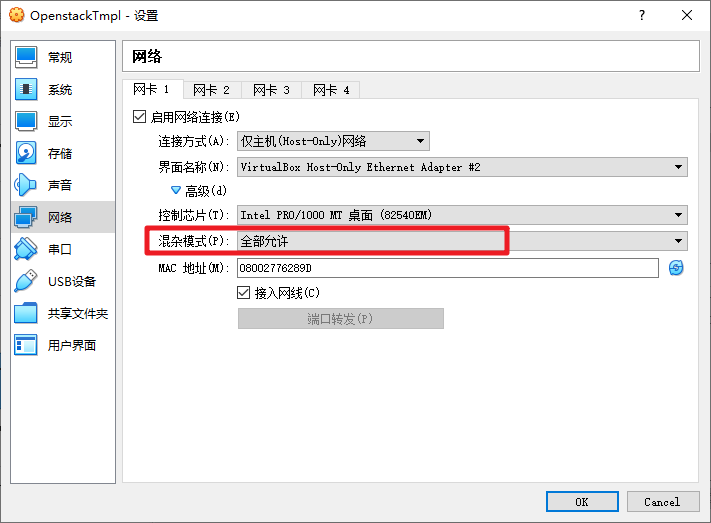 OpenstackTmpl - 设置
常规
系统
显示
存储
声音
网络
串口
USB设备
共享文件夹
用户界面
网络
网卡 1 网卡 2 网卡 3 网卡 4
启用网络连接(E)
连接方式(A): 仅主机(Host-Only)网络
界面名称(N): VirtualBox Host-Only Ethernet Adapter #2
高级(d)
控制芯片(T): Intel PRO/1000 MT 桌面 (82540EM)
混杂模式(P): 全部允许
MAC 地址(M): 08002776289D
接入网线(C)
端口转发(P)
OK Cancel